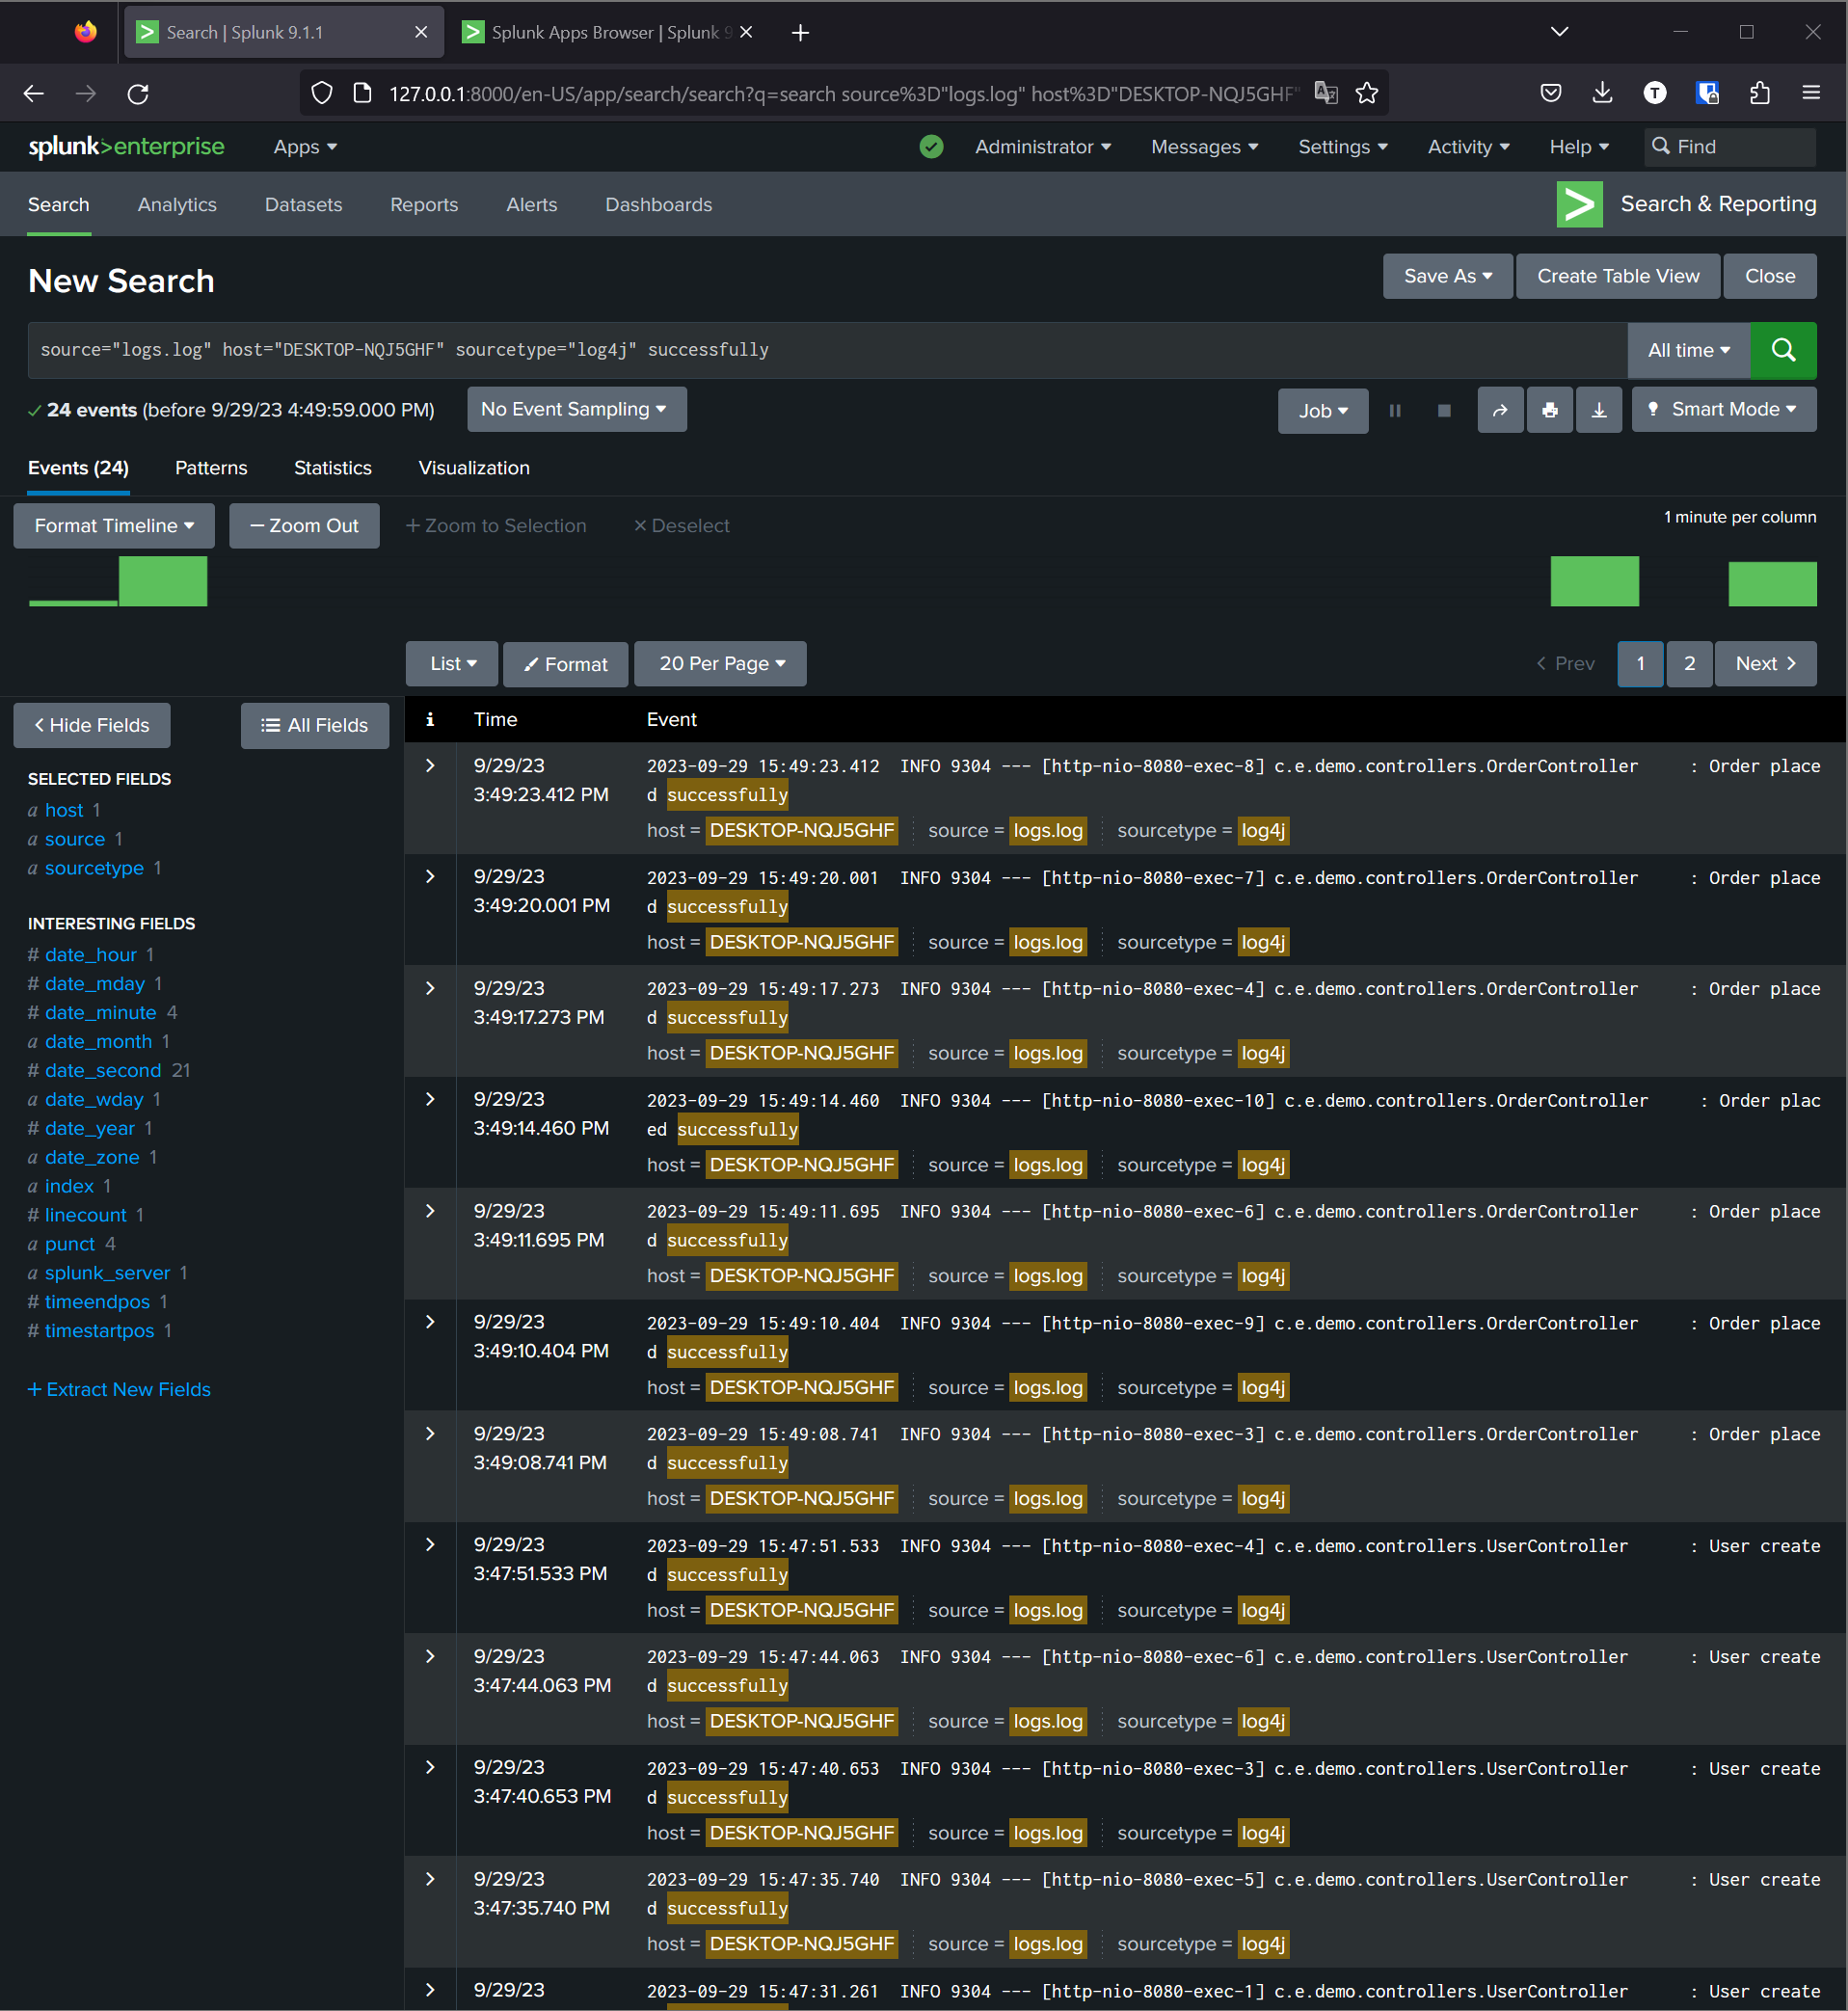 Search | Splunk 9.1.1
Splunk Apps Browser | Splunk 9
127.0.0.1:8000/en-US/app/search/search?q=search source%3D"logs.log" host%3D"DESKTOP-NQJ5GHF"
splunk>enterprise Apps Administrator Messages Settings Activity Help Find
Search Analytics Datasets Reports Alerts Dashboards Search & Reporting
New Search Save As Create Table View Close
source="logs.log" host="DESKTOP-NQJ5GHF" sourcetype="log4j" successfully All time
24 events (before 9/29/23 4:49:59.000 PM) No Event Sampling Job Smart Mode
Events (24) Patterns Statistics Visualization
Format Timeline — Zoom Out + Zoom to Selection × Deselect 1 minute per column
List Format 20 Per Page < Prev 1 2 Next >
< Hide Fields All Fields
SELECTED FIELDS
a host 1
a source 1
a sourcetype 1
INTERESTING FIELDS
# date_hour 1
# date_mday 1
# date_minute 4
a date_month 1
# date_second 21
a date_wday 1
# date_year 1
a date_zone 1
a index 1
# linecount 1
a punct 4
a splunk_server 1
# timeendpos 1
# timestartpos 1
+ Extract New Fields
i Time Event
9/29/23 2023-09-29 15:49:23.412 INFO 9304 --- [http-nio-8080-exec-8] c.e.demo.controllers.OrderController : Order place
3:49:23.412 PM d successfully
host = DESKTOP-NQJ5GHF source = logs.log sourcetype = log4j
9/29/23 2023-09-29 15:49:20.001 INFO 9304 --- [http-nio-8080-exec-7] c.e.demo.controllers.OrderController : Order place
3:49:20.001 PM d successfully
host = DESKTOP-NQJ5GHF source = logs.log sourcetype = log4j
9/29/23 2023-09-29 15:49:17.273 INFO 9304 --- [http-nio-8080-exec-4] c.e.demo.controllers.OrderController : Order place
3:49:17.273 PM d successfully
host = DESKTOP-NQJ5GHF source = logs.log sourcetype = log4j
9/29/23 2023-09-29 15:49:14.460 INFO 9304 --- [http-nio-8080-exec-10] c.e.demo.controllers.OrderController : Order plac
3:49:14.460 PM ed successfully
host = DESKTOP-NQJ5GHF source = logs.log sourcetype = log4j
9/29/23 2023-09-29 15:49:11.695 INFO 9304 --- [http-nio-8080-exec-6] c.e.demo.controllers.OrderController : Order place
3:49:11.695 PM d successfully
host = DESKTOP-NQJ5GHF source = logs.log sourcetype = log4j
9/29/23 2023-09-29 15:49:10.404 INFO 9304 --- [http-nio-8080-exec-9] c.e.demo.controllers.OrderController : Order place
3:49:10.404 PM d successfully
host = DESKTOP-NQJ5GHF source = logs.log sourcetype = log4j
9/29/23 2023-09-29 15:49:08.741 INFO 9304 --- [http-nio-8080-exec-3] c.e.demo.controllers.OrderController : Order place
3:49:08.741 PM d successfully
host = DESKTOP-NQJ5GHF source = logs.log sourcetype = log4j
9/29/23 2023-09-29 15:47:51.533 INFO 9304 --- [http-nio-8080-exec-4] c.e.demo.controllers.UserController : User create
3:47:51.533 PM d successfully
host = DESKTOP-NQJ5GHF source = logs.log sourcetype = log4j
9/29/23 2023-09-29 15:47:44.063 INFO 9304 --- [http-nio-8080-exec-6] c.e.demo.controllers.UserController : User create
3:47:44.063 PM d successfully
host = DESKTOP-NQJ5GHF source = logs.log sourcetype = log4j
9/29/23 2023-09-29 15:47:40.653 INFO 9304 --- [http-nio-8080-exec-3] c.e.demo.controllers.UserController : User create
3:47:40.653 PM d successfully
host = DESKTOP-NQJ5GHF source = logs.log sourcetype = log4j
9/29/23 2023-09-29 15:47:35.740 INFO 9304 --- [http-nio-8080-exec-5] c.e.demo.controllers.UserController : User create
3:47:35.740 PM d successfully
host = DESKTOP-NQJ5GHF source = logs.log sourcetype = log4j
9/29/23 2023-09-29 15:47:31.261 INFO 9304 --- [http-nio-8080-exec-1] c.e.demo.controllers.UserController : User create